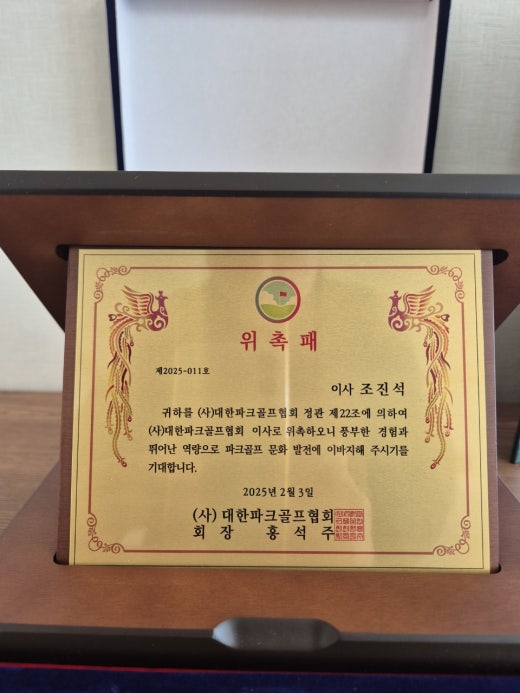 위촉패
제2025-011호
이사 조진석
귀하를 (사)대한파크골프협회 정관 제22조에 의하여
(사)대한파크골프협회 이사로 위촉하오니 풍부한 경험과
뛰어난 역량으로 파크골프 문화 발전에 이바지해 주시기를
기대합니다.
2025년 2월 3일
(사) 대한파크골프협회
회 장 홍 석 주